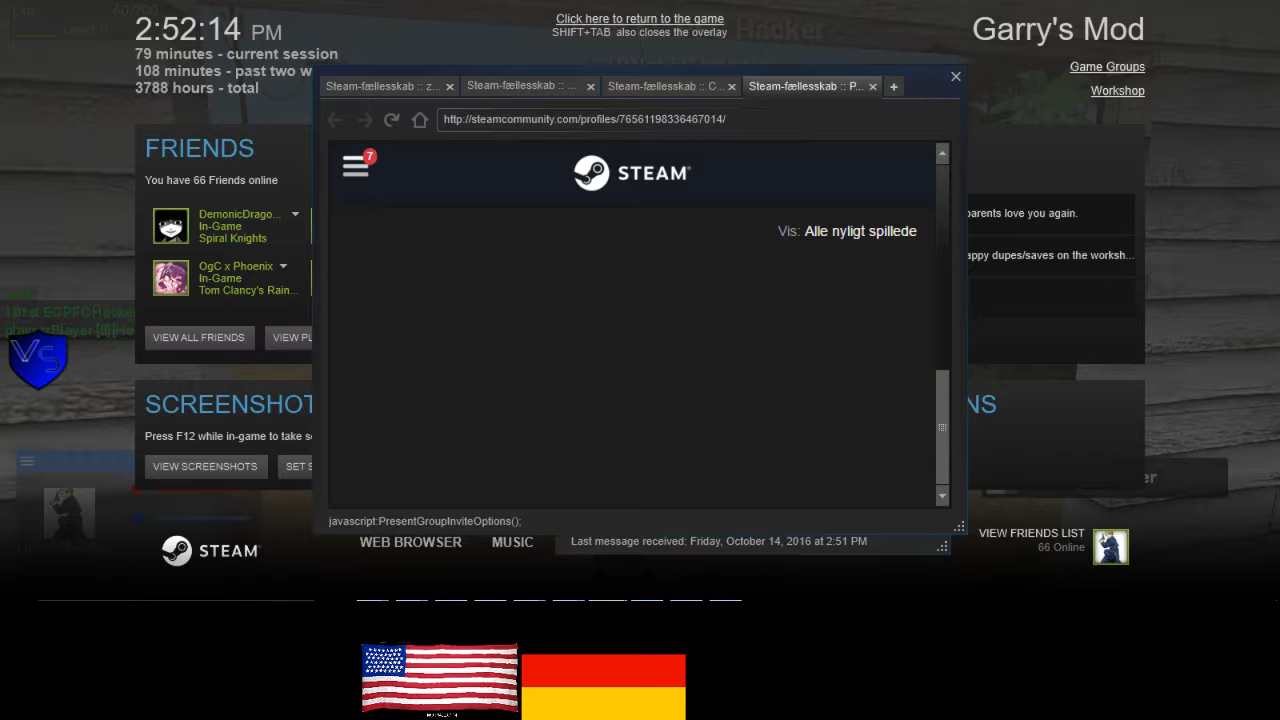 2:52:14 PM
79 minutes - current session
108 minutes - past two w
3788 hours - total
Click here to return to the game
SHIFT+TAB also closes the overlay
Hacker
Garry's Mod
Game Groups
Workshop
Steam-fællesskab :: z...
Steam-fællesskab :: ...
Steam-fællesskab :: C...
Steam-fællesskab :: P...
http://steamcommunity.com/profiles/76561198336467014/
7
STEAM
Vis: Alle nyligt spillede
FRIENDS
You have 66 Friends online
DemonicDrago...
In-Game
Spiral Knights
OgC x Phoenix
In-Game
Tom Clancy's Rain...
VIEW ALL FRIENDS
VIEW PL
parents love you again.
appy dupes/saves on the worksh...
VS
SCREENSHOT
Press F12 while in-game to take s
VIEW SCREENSHOTS
SET S
NS
javascript:PresentGroupInviteOptions();
STEAM
WEB BROWSER
MUSIC
Last message received: Friday, October 14, 2016 at 2:51 PM
VIEW FRIENDS LIST
66 Online